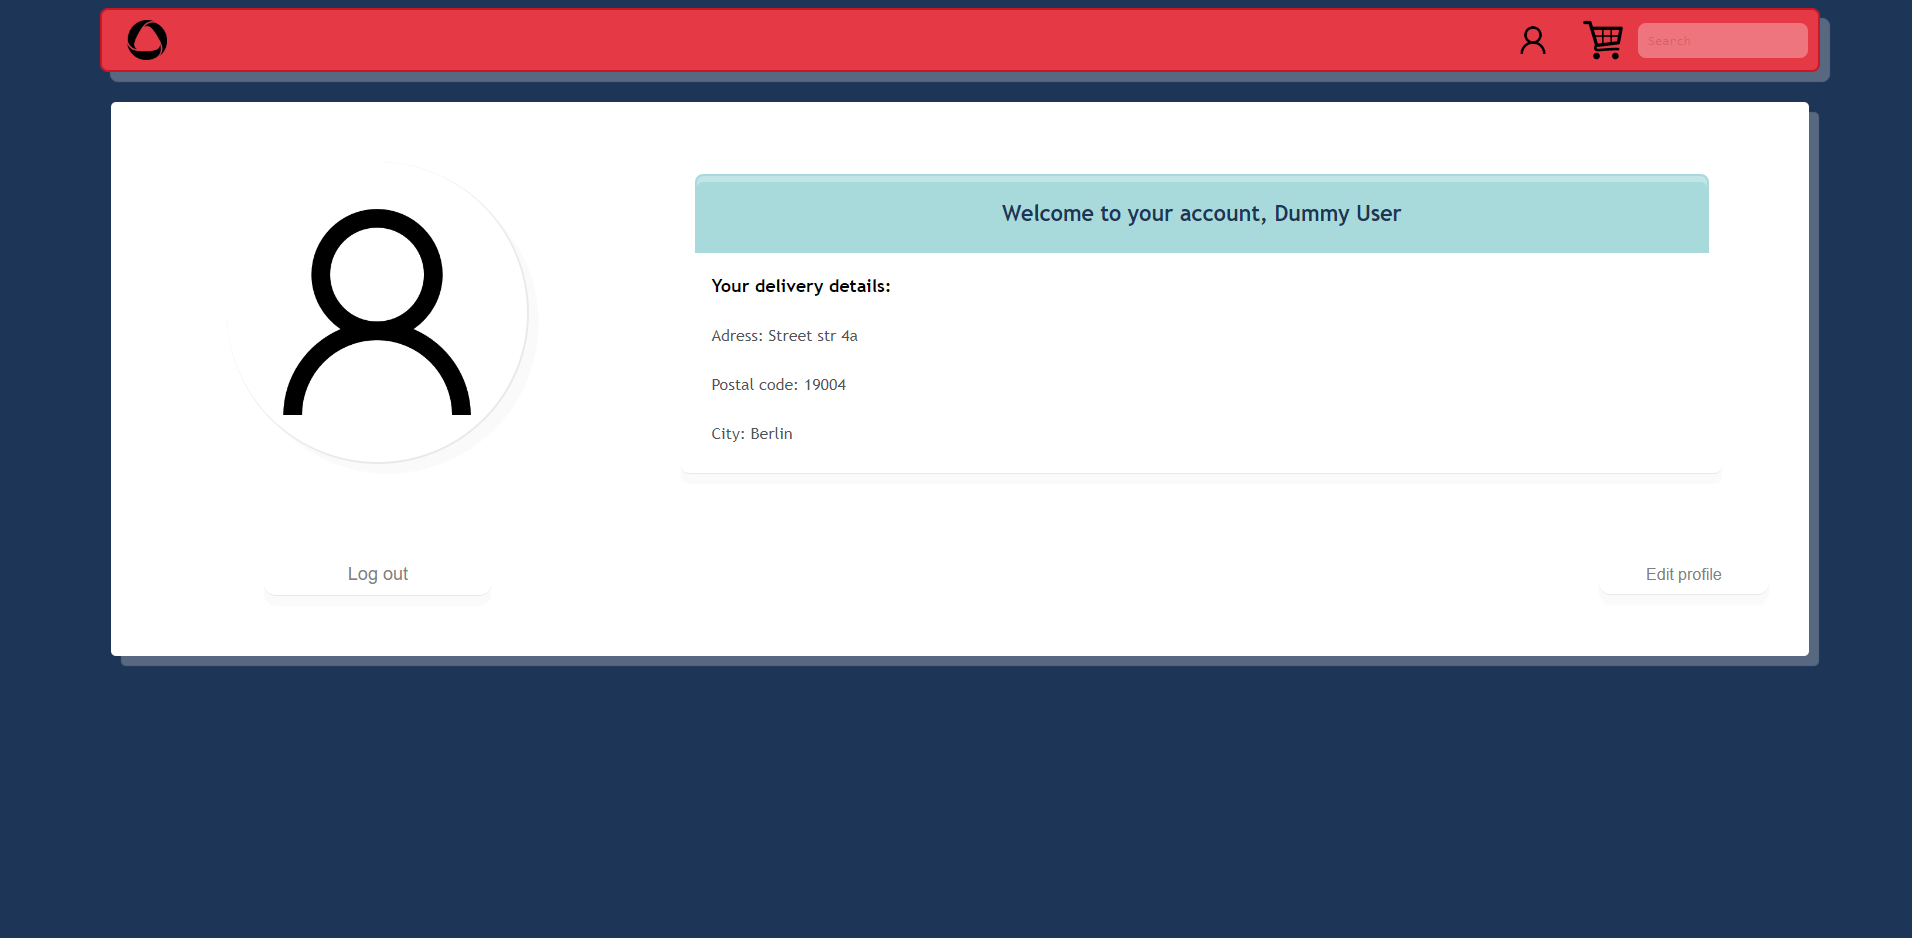 Search
Welcome to your account, Dummy User
Your delivery details:
Adress: Street str 4a
Postal code: 19004
City: Berlin
Log out
Edit profile